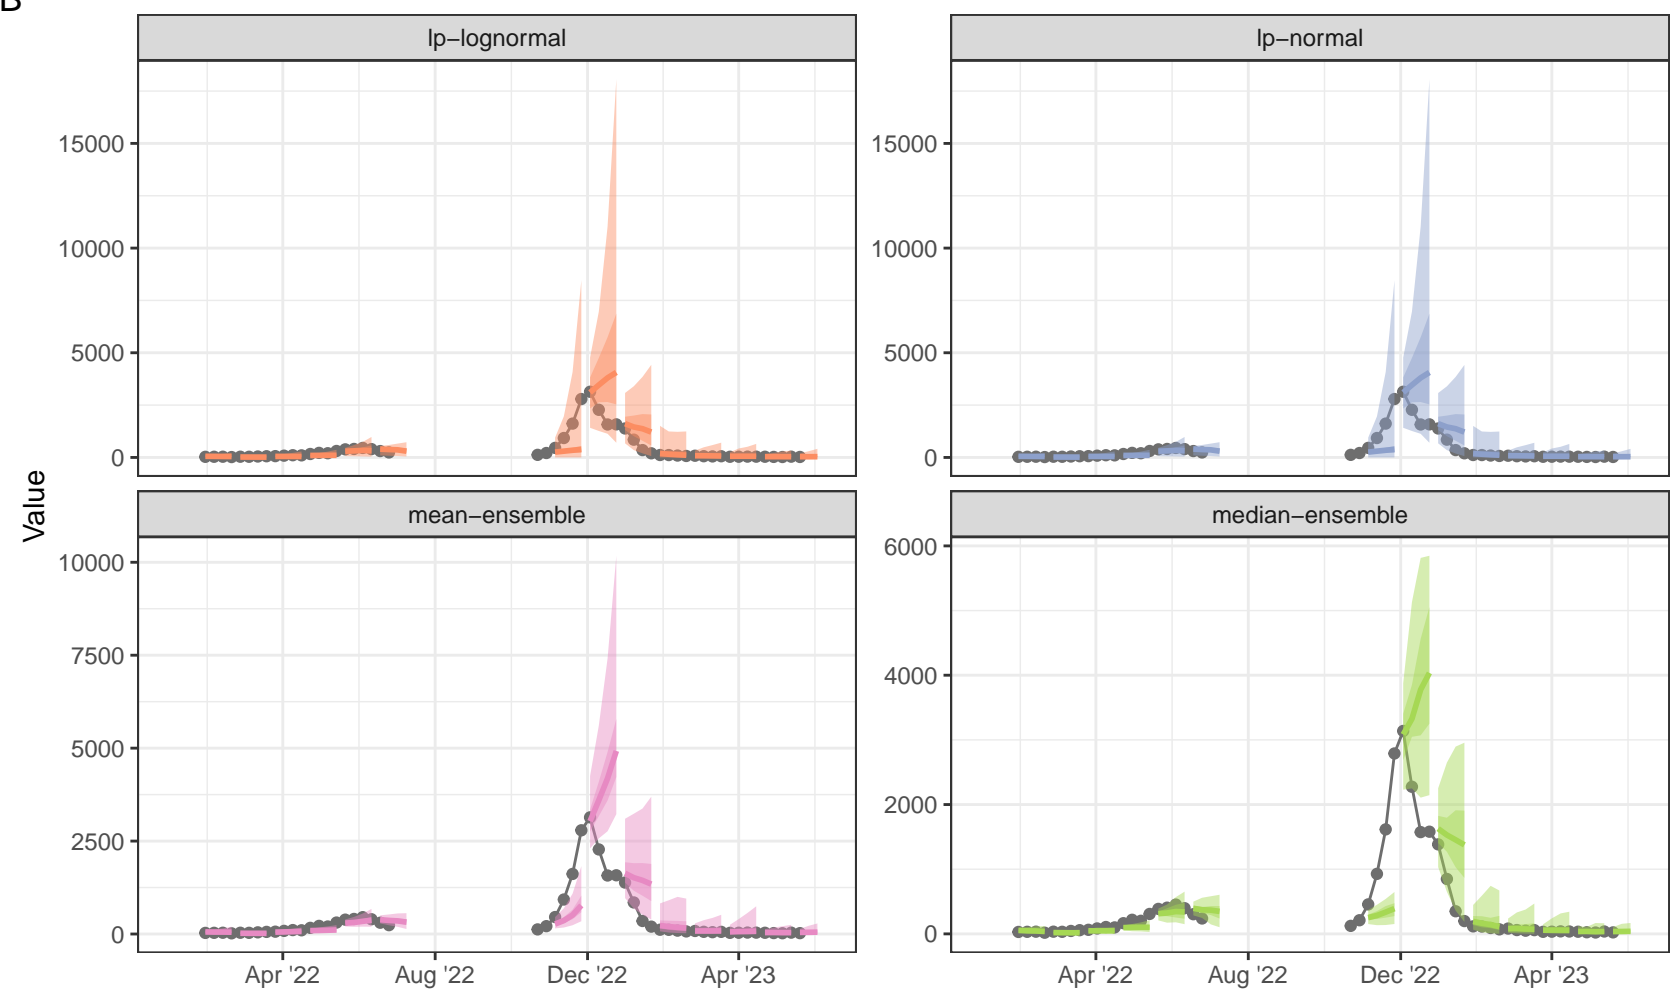 B
lp−lognormal
lp−normal
15000
10000
5000
0
15000
10000
5000
0
Value
mean−ensemble
median−ensemble
10000
7500
5000
2500
0
6000
4000
2000
0
Apr '22
Aug '22
Dec '22
Apr '23
Apr '22
Aug '22
Dec '22
Apr '23